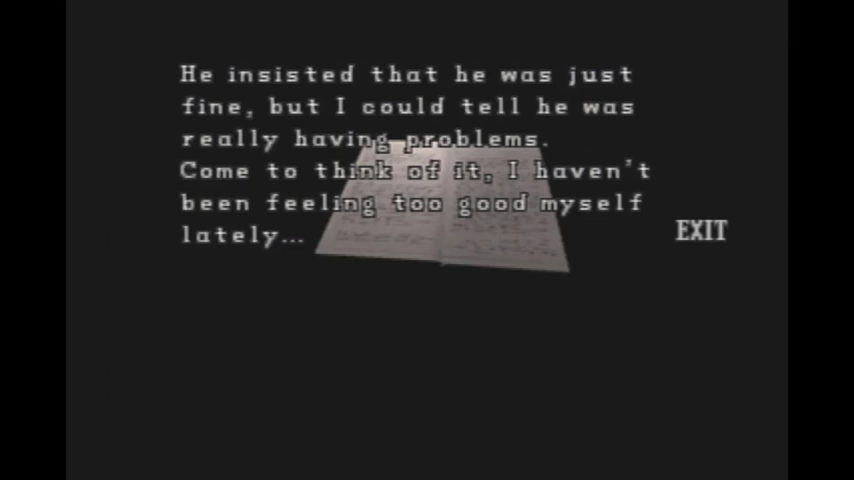 He insisted that he was just
fine, but I could tell he was
really having problems.
Come to think of it, I haven't
been feeling too good myself
lately...
EXIT